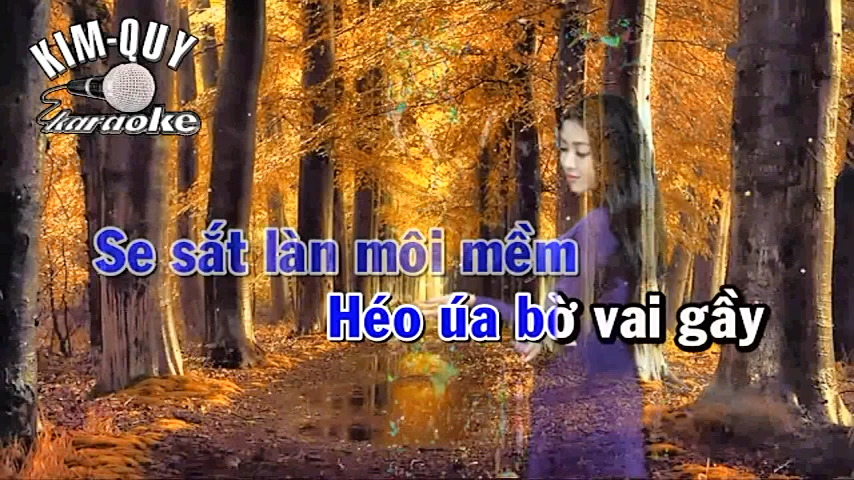 KIM-QUY
karaoke
Se sắt làn môi mềm
Héo úa bờ vai gầy